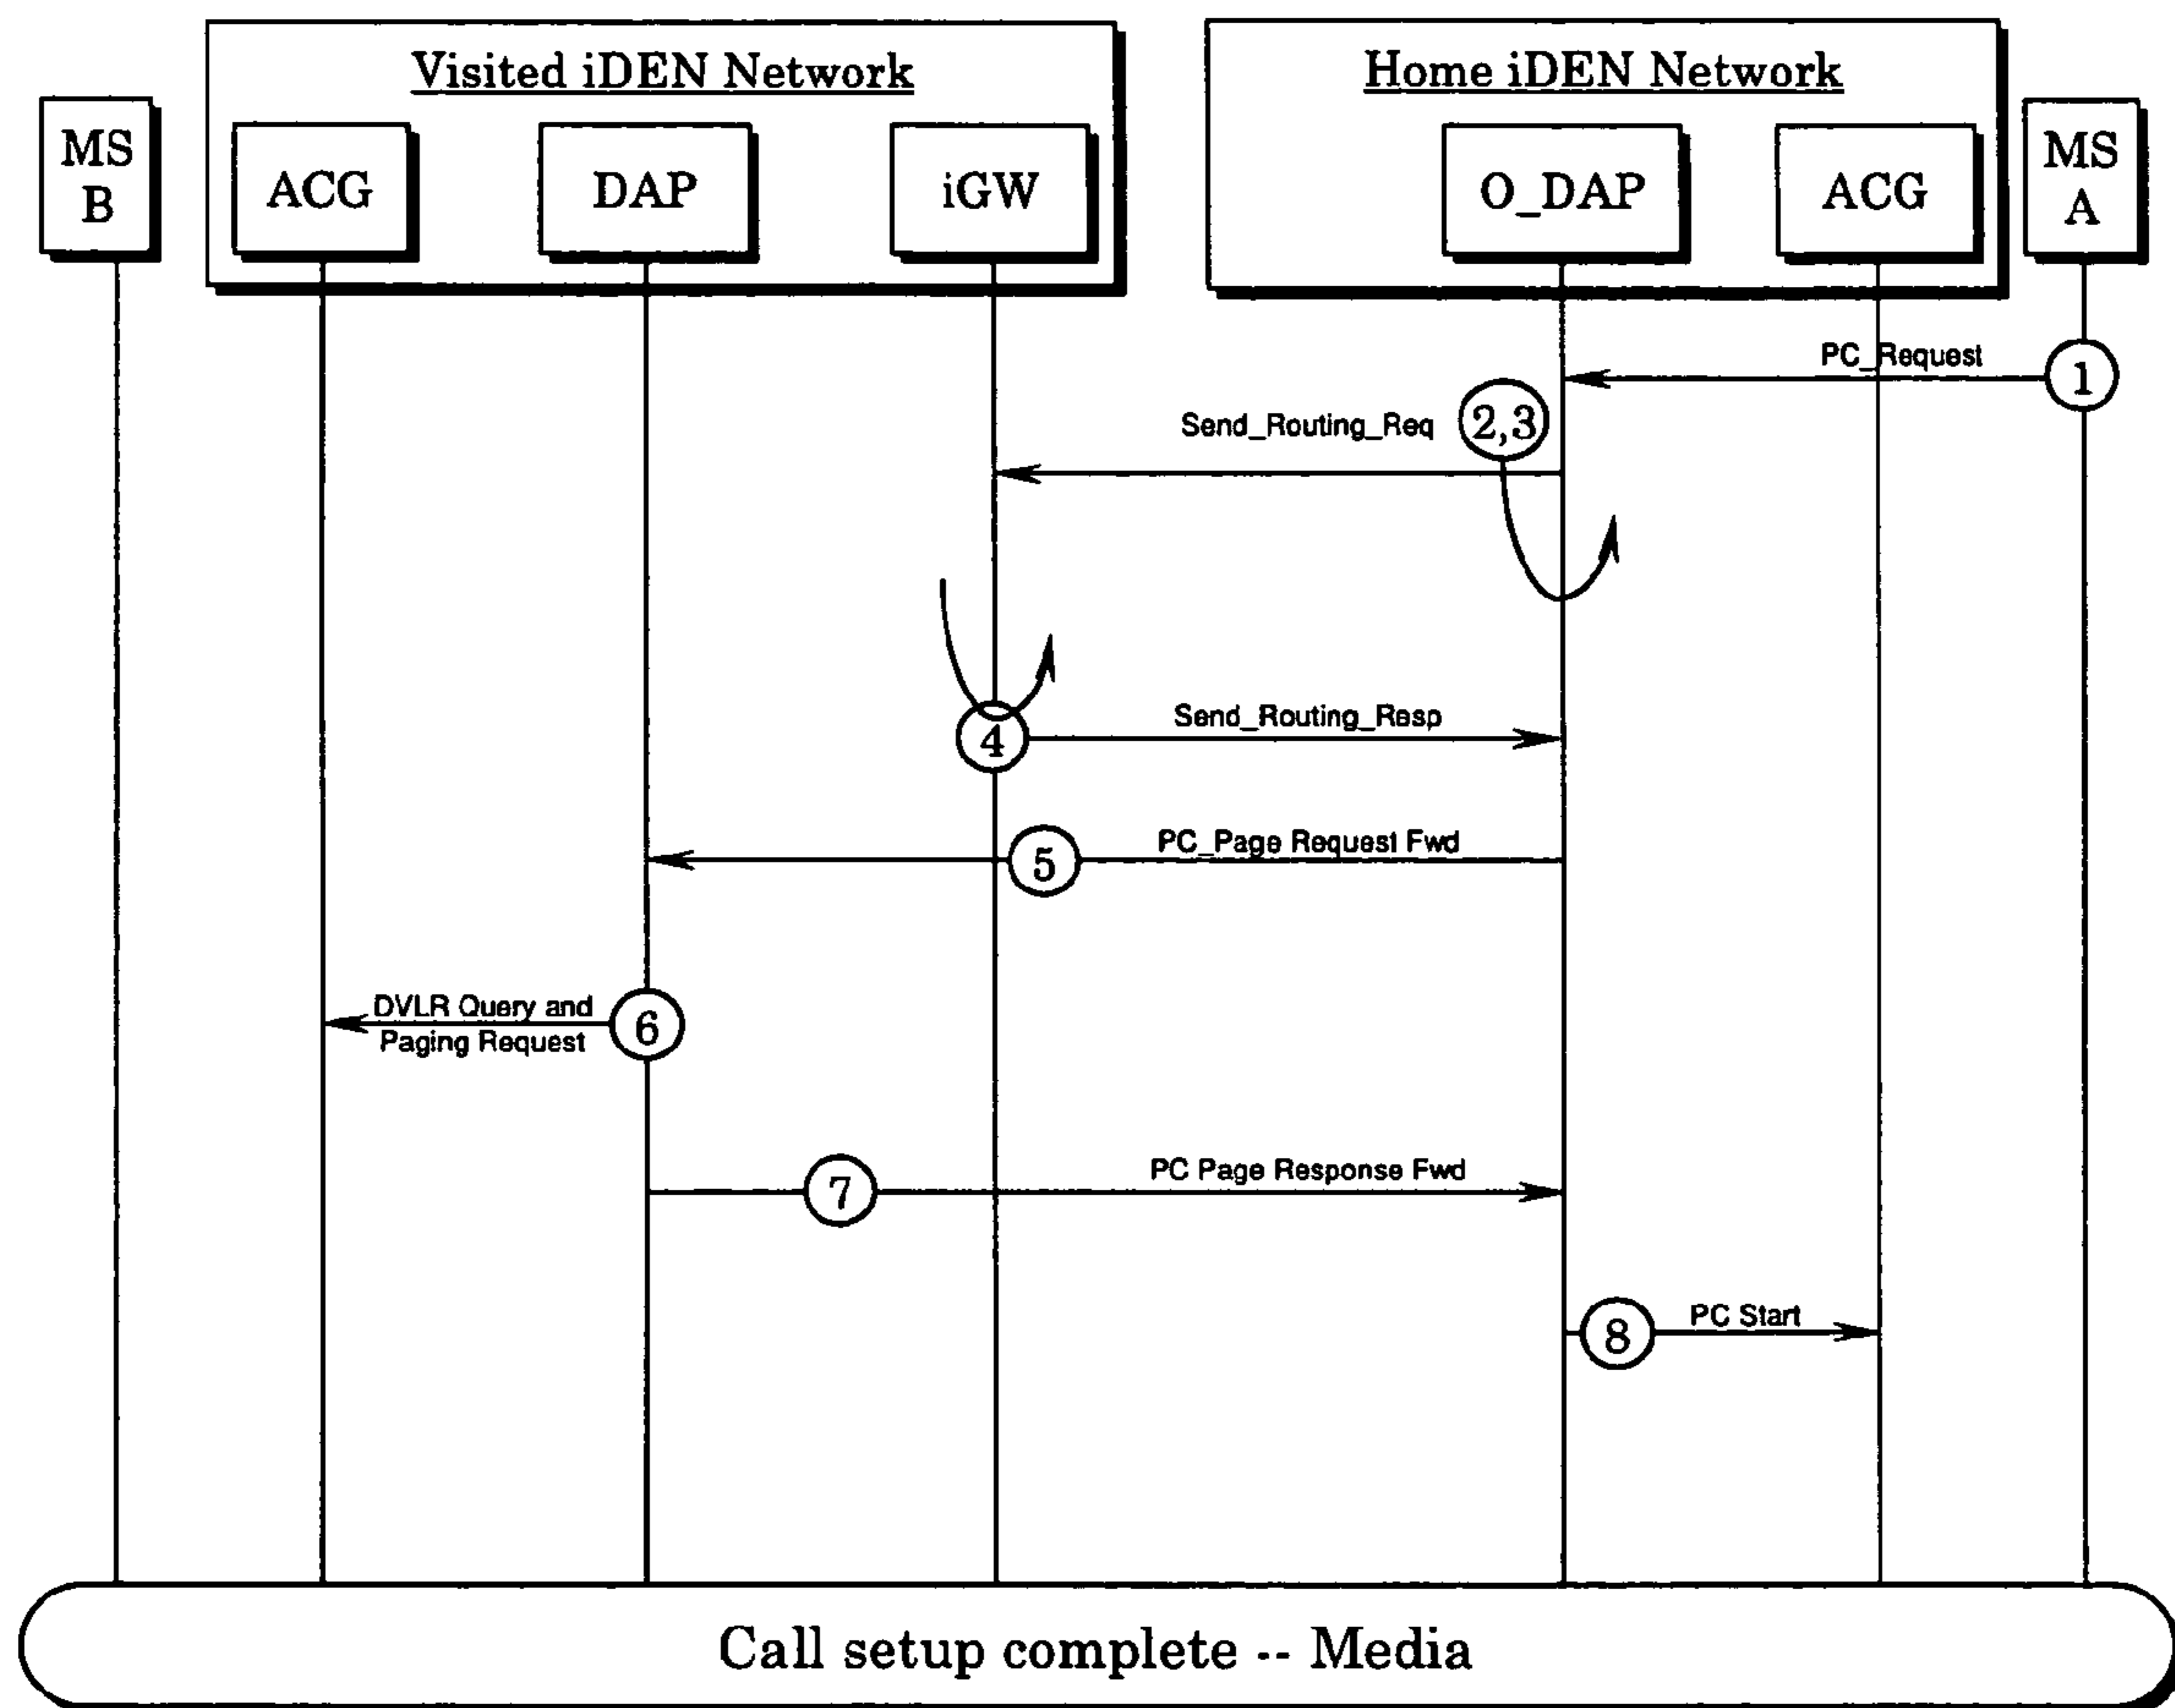 Visited iDEN Network
Home iDEN Network
MS
B
ACG
DAP
iGW
O_DAP
ACG
MS
A
PC_Request
1
Send_Routing_Req
2,3
4
Send_Routing_Resp
5
PC_Page Request Fwd
DVLR Query and
Paging Request
6
7
PC Page Response Fwd
8
PC Start
Call setup complete -- Media